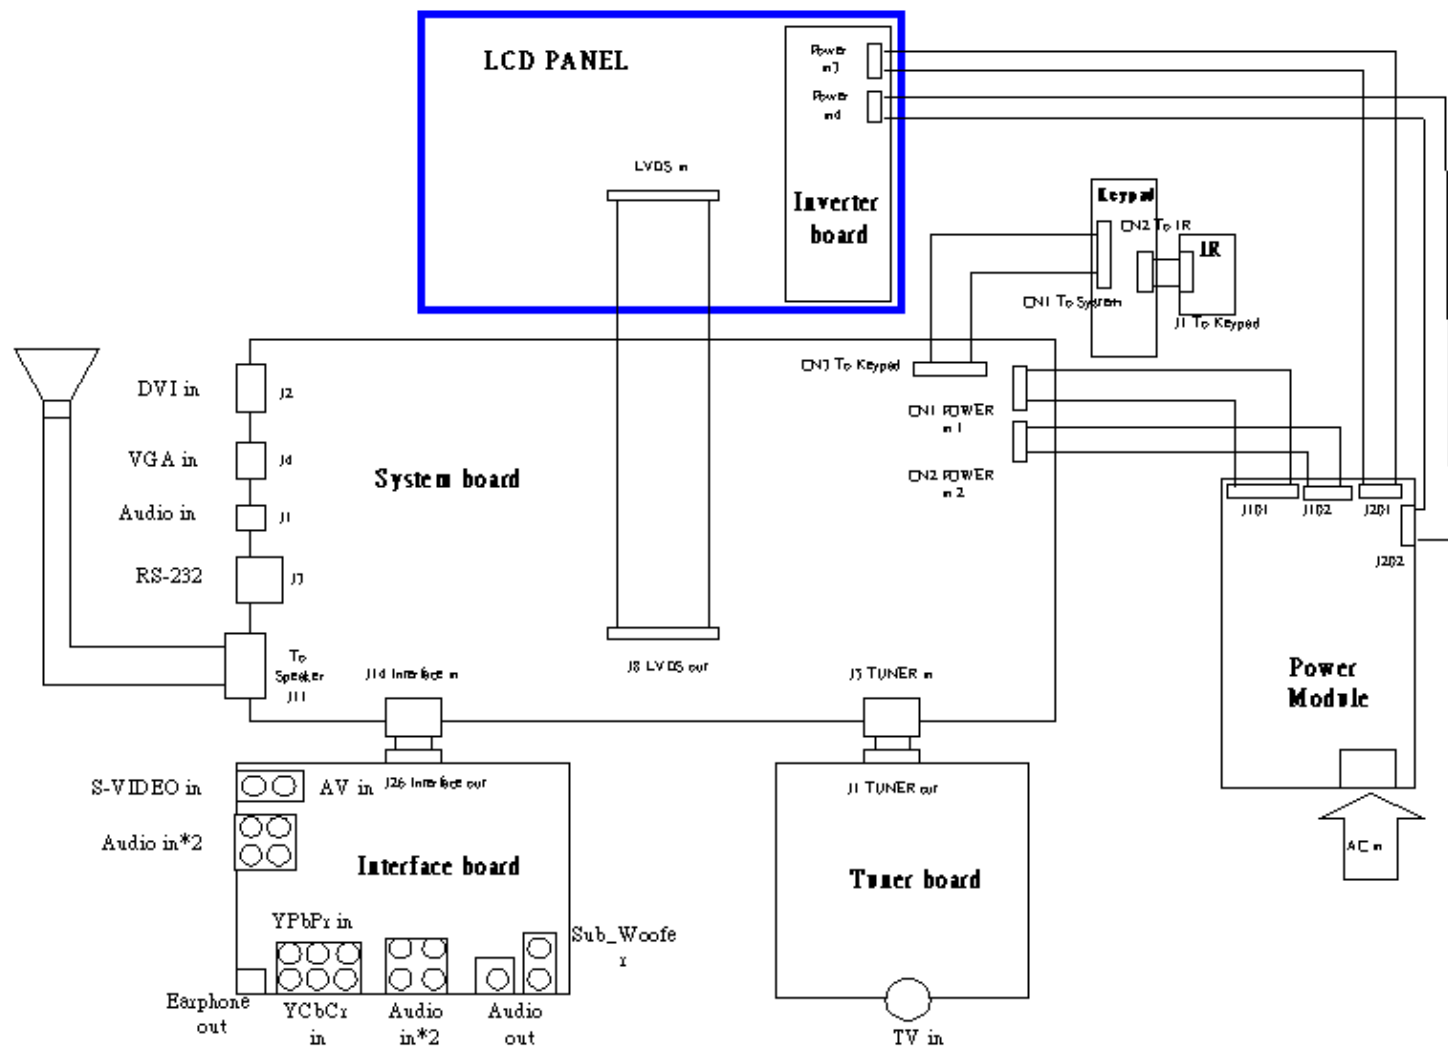 LCD PANEL
Power
in3
Power
in4
LVDS in
Inverter
board
Keypad
CN2 To IR
IR
CN1 To System
J1 To Keypad
CN3 To Keypad
DVI in
J2
CN1 POWER
in 1
VGA in
J4
System board
CN2 POWER
in 2
Audio in
J1
J101
J102
J201
J202
RS-232
J7
To
Speaker
J11
J14 Interface in
J8 LVDS out
J3 TUNER in
Power
Module
S-VIDEO in
AV in
J26 Interface out
J1 TUNER out
Audio in*2
Interface board
Tuner board
AC in
YPbPr in
Sub_Woofe
r
Earphone
out
YCbCr
in
Audio
in*2
Audio
out
TV in